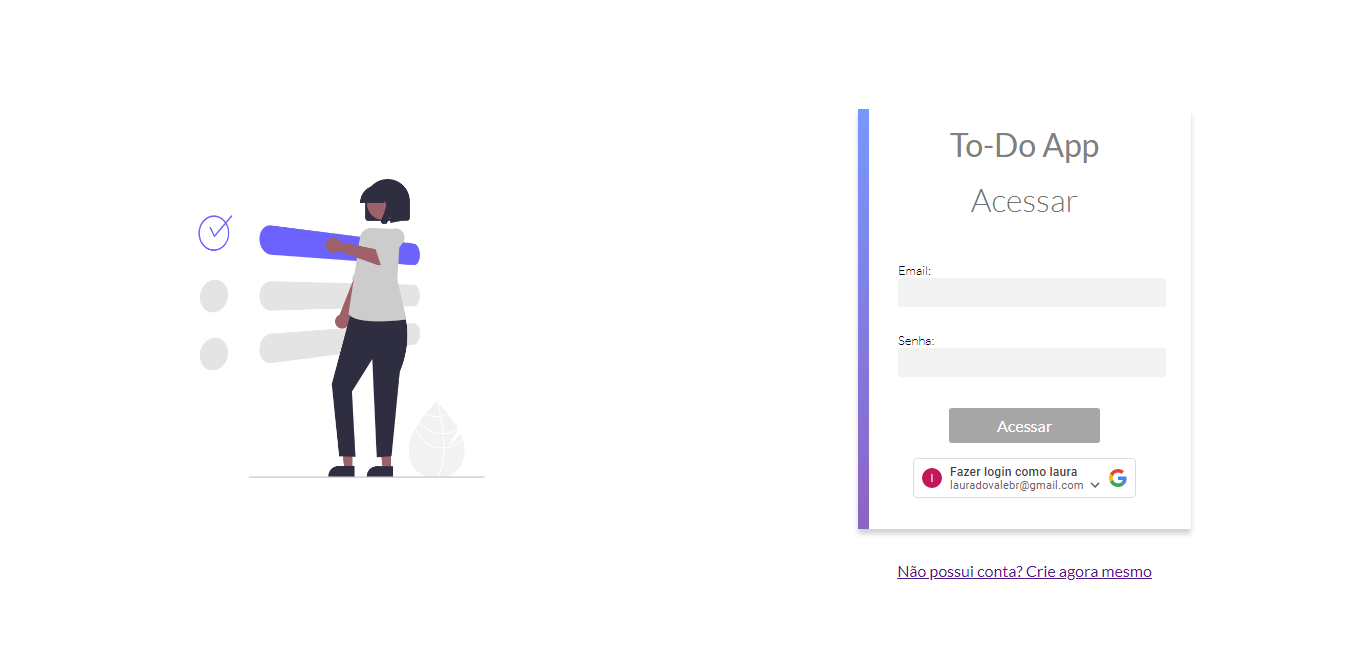 To-Do App
Acessar
Email:
Senha:
Acessar
l
Fazer login como laura
lauradovalebr@gmail.com
Não possui conta? Crie agora mesmo